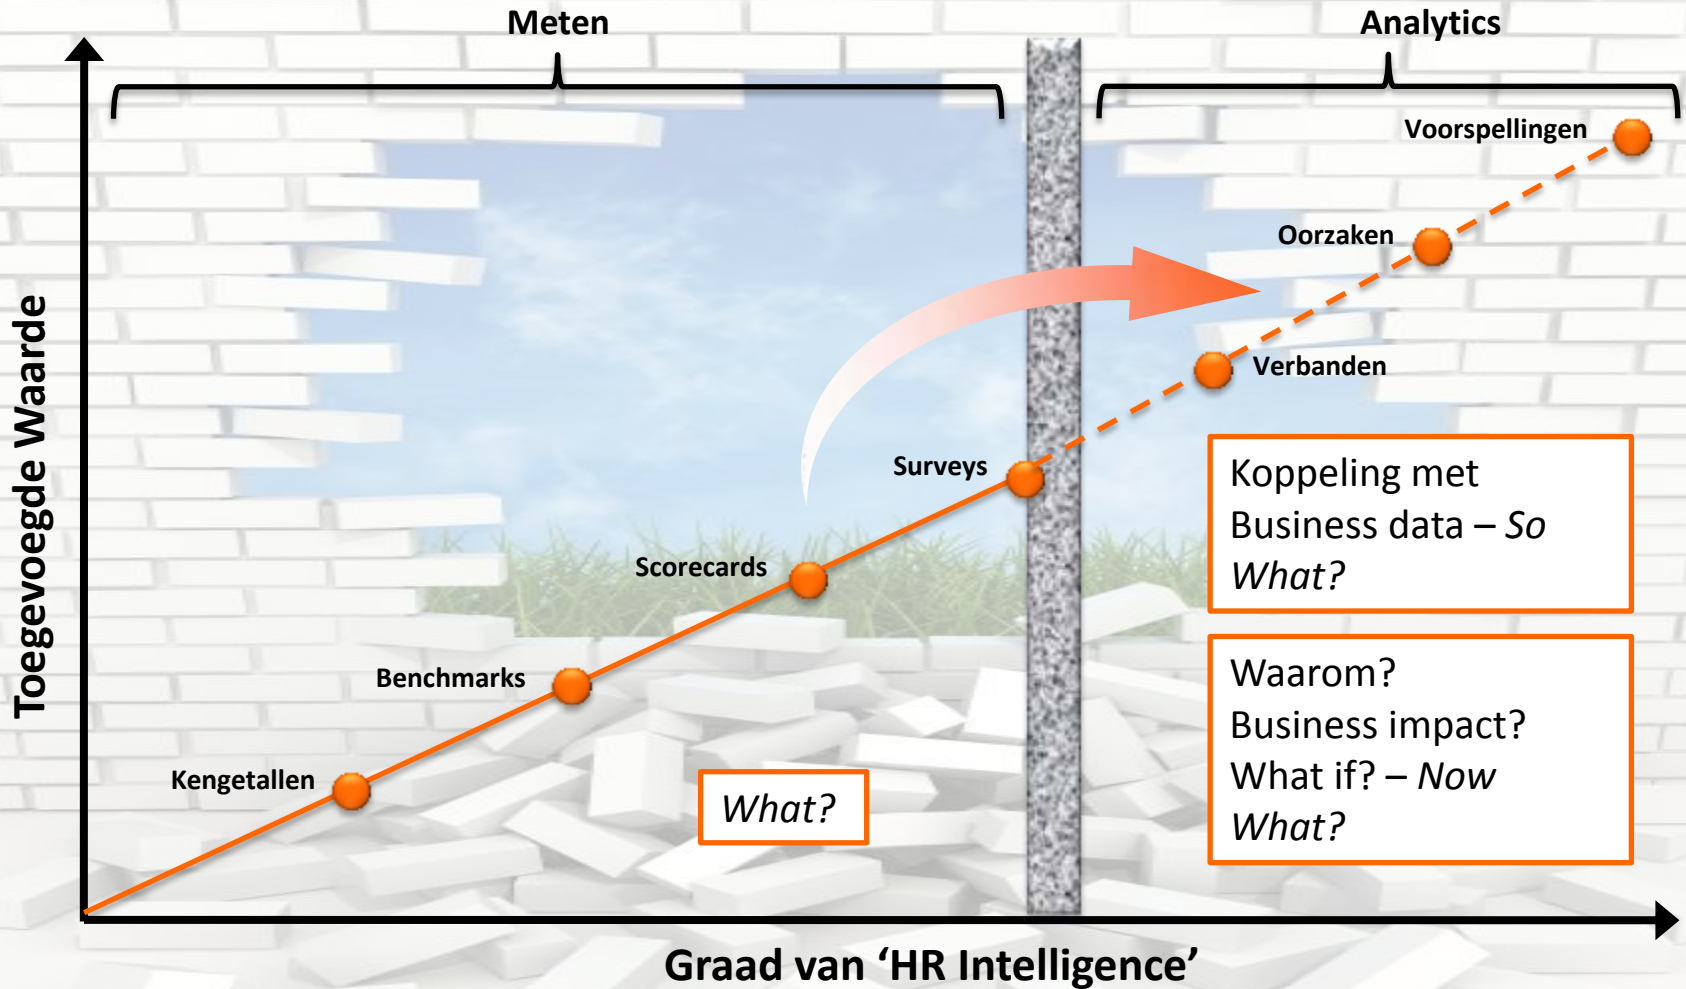 Meten
Analytics
Voorspellingen
Oorzaken
Verbanden
Surveys
Scorecards
Benchmarks
Kengetallen
What?
Koppeling met
Business data – So
What?
Waarom?
Business impact?
What if? – Now
What?
Toegevoegde Waarde
Graad van ‘HR Intelligence’